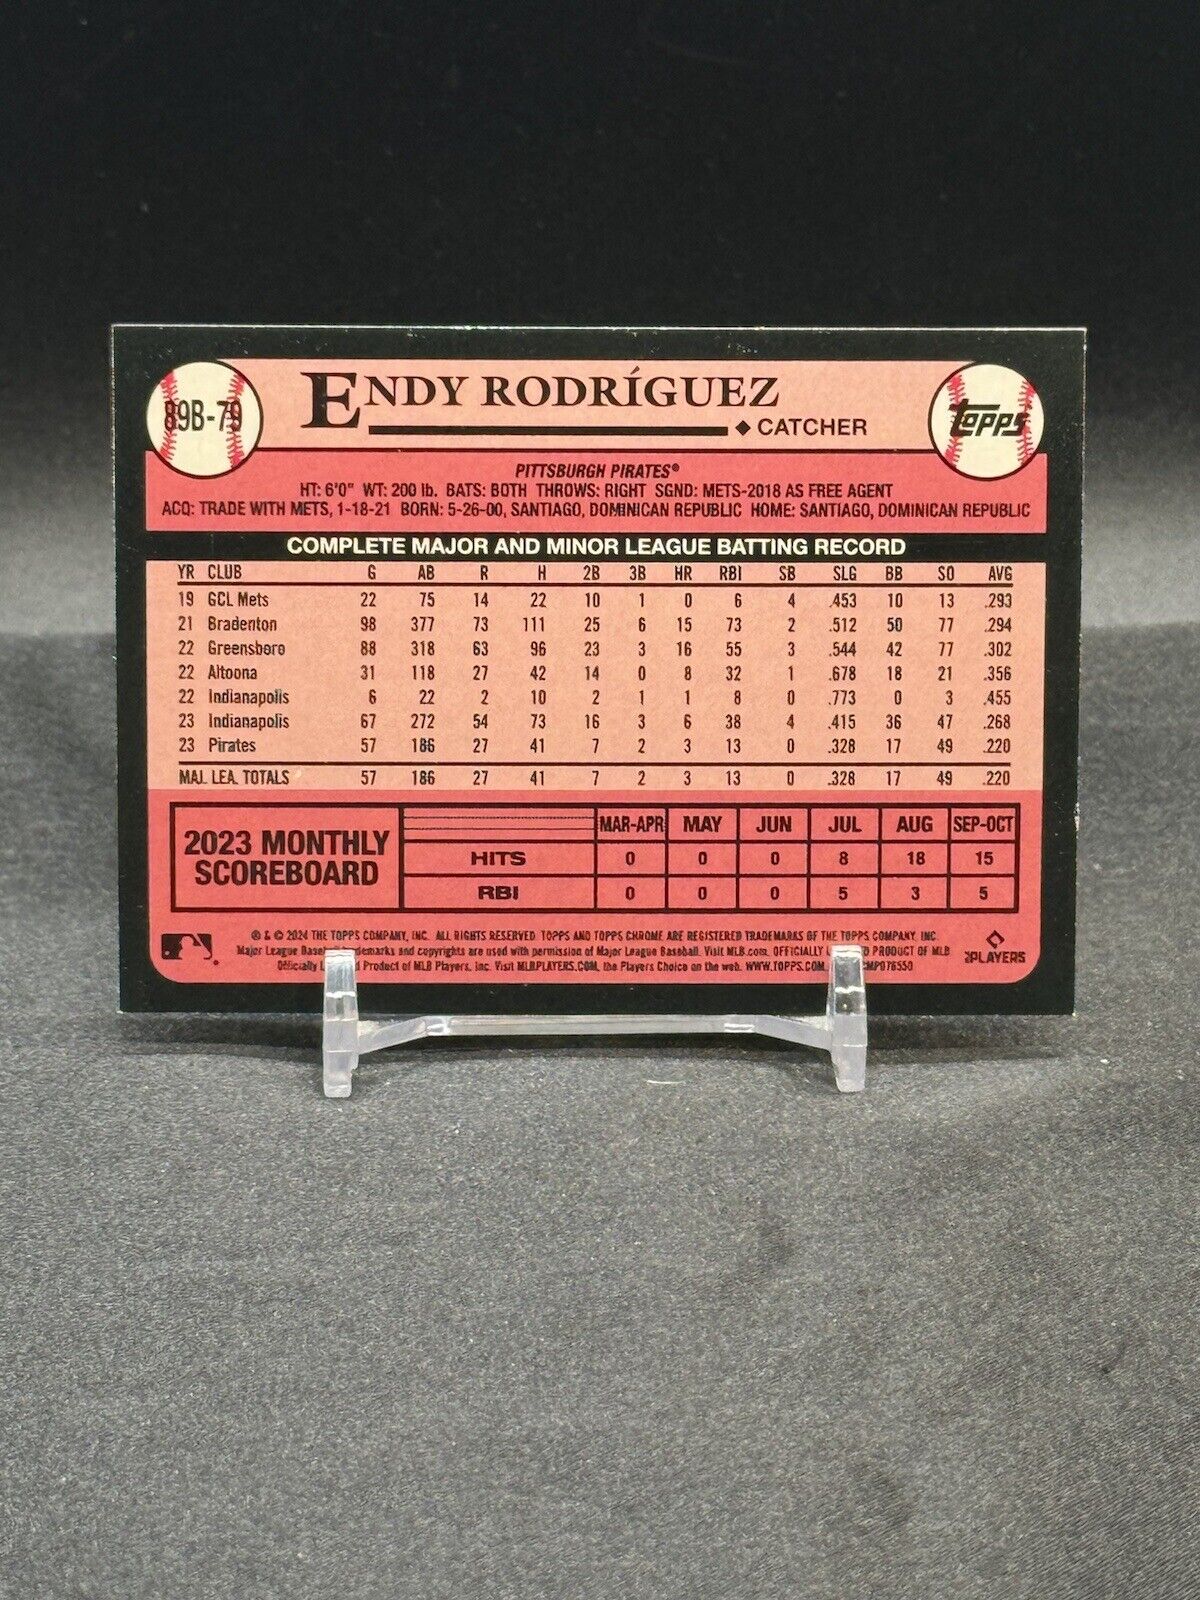 89B-79
ENDY RODRÍGUEZ
CATCHER
Topps
PITTSBURGH PIRATES®
HT: 6'0" WT: 200 lb. BATS: BOTH THROWS: RIGHT SGND: METS-2018 AS FREE AGENT
ACQ: TRADE WITH METS, 1-18-21 BORN: 5-26-00, SANTIAGO, DOMINICAN REPUBLIC HOME: SANTIAGO, DOMINICAN REPUBLIC
COMPLETE MAJOR AND MINOR LEAGUE BATTING RECORD
YR CLUB G AB R H 2B 3B HR RBI SB SLG BB SO AVG
19 GCL Mets 22 75 14 22 10 1 0 6 4 .453 10 13 .293
21 Bradenton 98 377 73 111 25 6 15 73 2 .512 50 77 .294
22 Greensboro 88 318 63 96 23 3 16 55 3 .544 42 77 .302
22 Altoona 31 118 27 42 14 0 8 32 1 .678 18 21 .356
22 Indianapolis 6 22 2 10 2 1 1 8 0 .773 0 3 .455
23 Indianapolis 67 272 54 73 16 3 6 38 4 .415 36 47 .268
23 Pirates 57 186 27 41 7 2 3 13 0 .328 17 49 .220
MAJ. LEA. TOTALS 57 186 27 41 7 2 3 13 0 .328 17 49 .220
2023 MONTHLY SCOREBOARD
MAR-APR MAY JUN JUL AUG SEP-OCT
HITS 0 0 0 8 18 15
RBI 0 0 0 5 3 5
® & © 2024 THE TOPPS COMPANY, INC. ALL RIGHTS RESERVED. TOPPS AND TOPPS CHROME ARE REGISTERED TRADEMARKS OF THE TOPPS COMPANY, INC.
Major League Baseball trademarks and copyrights are used with permission of Major League Baseball. Visit MLB.com. OFFICIALLY PRODUCT OF MLB
Officially Product of MLB Players, Inc. Visit MLBPLAYERS.COM, the Players Choice on the web. WWW.TOPPS.COM
PLAYERS